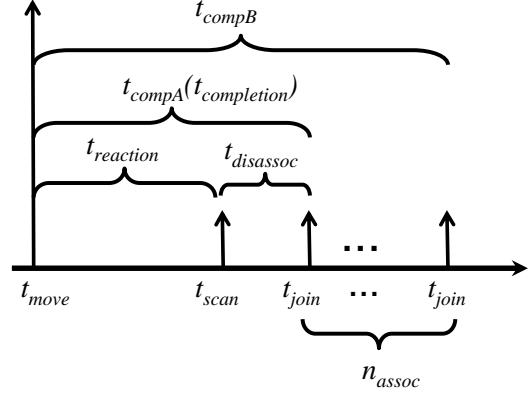 t_compB
t_compA(t_completion)
t_reaction t_disassoc
...
t_move t_scan t_join ... t_join
n_assoc